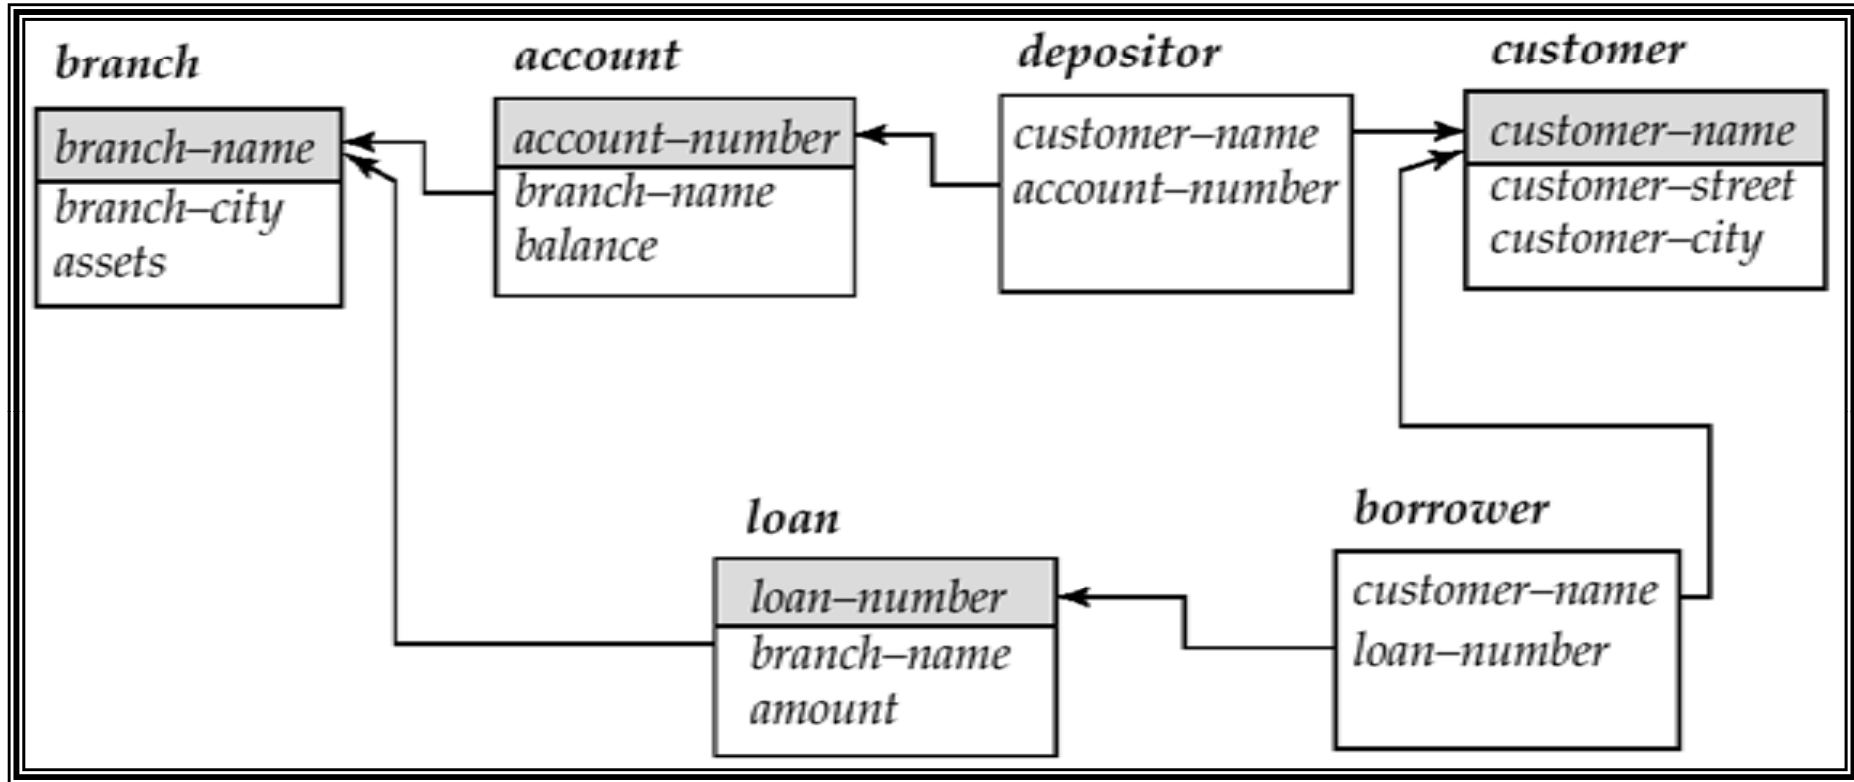 branch
branch–name
branch–city
assets
account
account–number
branch–name
balance
depositor
customer–name
account–number
customer
customer–name
customer–street
customer–city
loan
loan–number
branch–name
amount
borrower
customer–name
loan–number